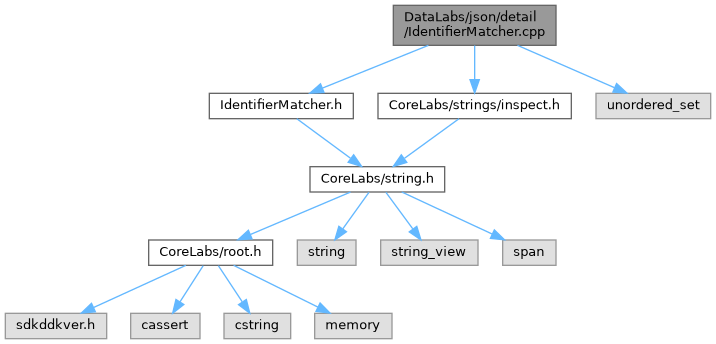 DataLabs/json/detail
/IdentifierMatcher.cpp
IdentifierMatcher.h
CoreLabs/strings/inspect.h
unordered_set
CoreLabs/string.h
CoreLabs/root.h
string
string_view
span
sdkddkver.h
cassert
cstring
memory